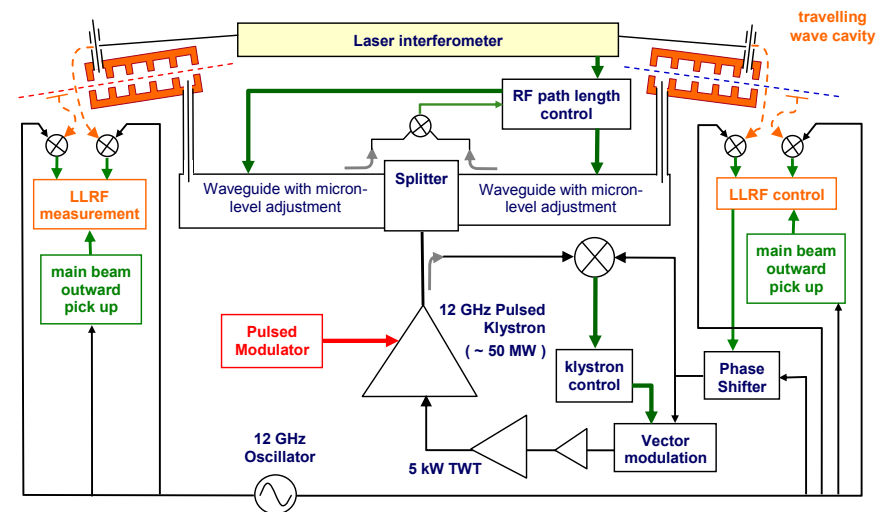 travelling
wave cavity
Laser interferometer
RF path length
control
Waveguide with micron-
level adjustment
Splitter
Waveguide with micron-
level adjustment
LLRF
measurement
LLRF control
main beam
outward
pick up
main beam
outward
pick up
12 GHz Pulsed
Klystron
( ~ 50 MW )
Pulsed
Modulator
klystron
control
Phase
Shifter
12 GHz
Oscillator
5 kW TWT
Vector
modulation